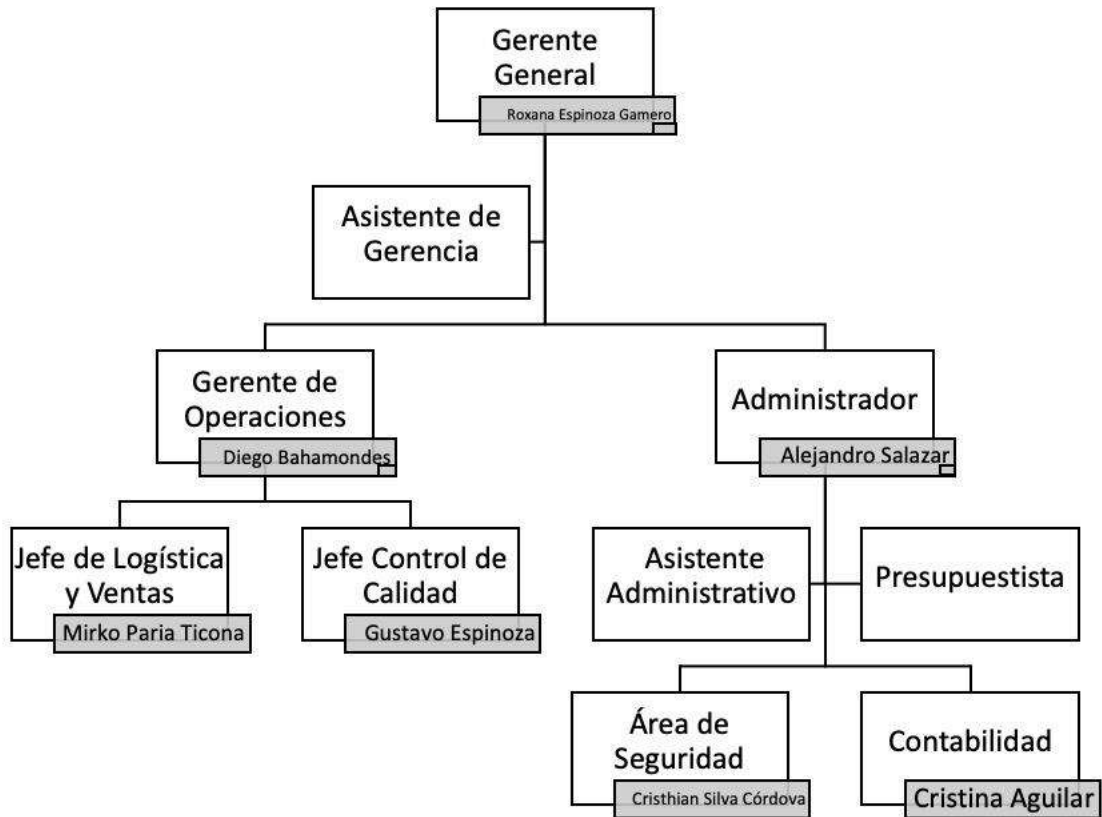 Gerente
General
Roxana Espinoza Gamero
Asistente de
Gerencia
Gerente de
Operaciones
Diego Bahamondes
Administrador
Alejandro Salazar
Jefe de Logística
y Ventas
Mirko Paria Ticona
Jefe Control de
Calidad
Gustavo Espinoza
Asistente
Administrativo
Presupuestista
Área de
Seguridad
Cristhian Silva Córdova
Contabilidad
Cristina Aguilar